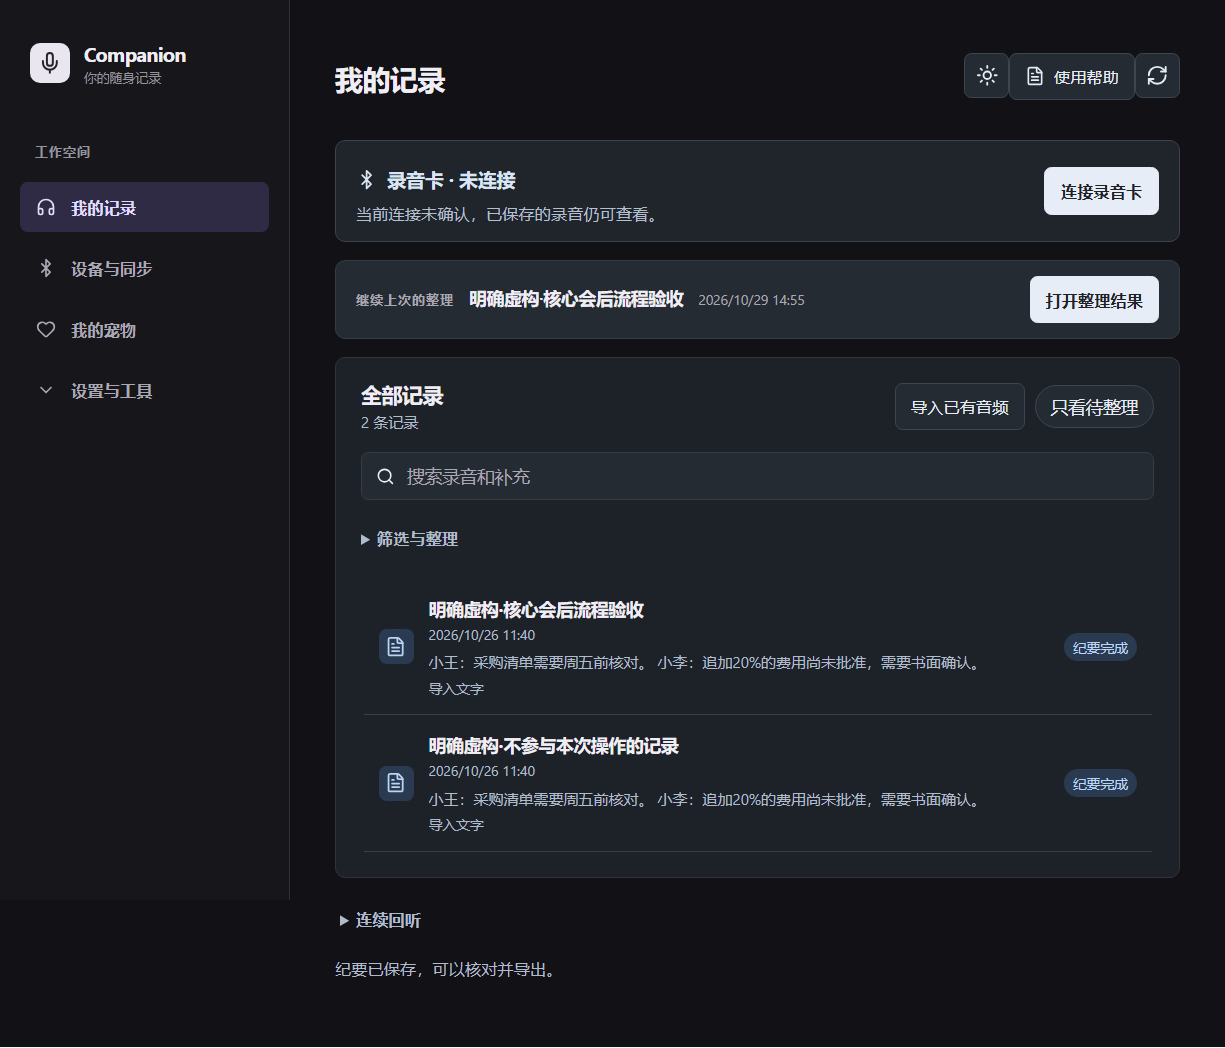 Companion
你的随身记录
工作空间
我的记录
设备与同步
我的宠物
设置与工具
我的记录
使用帮助
录音卡 · 未连接
当前连接未确认，已保存的录音仍可查看。
连接录音卡
继续上次的整理 明确虚构·核心会后流程验收 2026/10/29 14:55
打开整理结果
全部记录
2 条记录
导入已有音频
只看待整理
搜索录音和补充
筛选与整理
明确虚构·核心会后流程验收
2026/10/26 11:40
小王：采购清单需要周五前核对。 小李：追加20%的费用尚未批准，需要书面确认。
导入文字
纪要完成
明确虚构·不参与本次操作的记录
2026/10/26 11:40
小王：采购清单需要周五前核对。 小李：追加20%的费用尚未批准，需要书面确认。
导入文字
纪要完成
连续回听
纪要已保存，可以核对并导出。